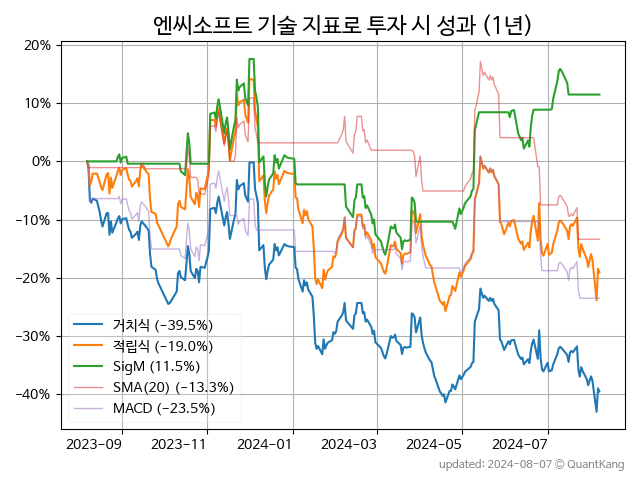 엔씨소프트 기술 지표로 투자 시 성과 (1년)
20%
10%
0%
−10%
−20%
−30%
−40%
거치식 (−39.5%)
적립식 (−19.0%)
SigM (11.5%)
SMA(20) (−13.3%)
MACD (−23.5%)
2023-09 2023-11 2024-01 2024-03 2024-05 2024-07
updated: 2024-08-07 © QuantKang